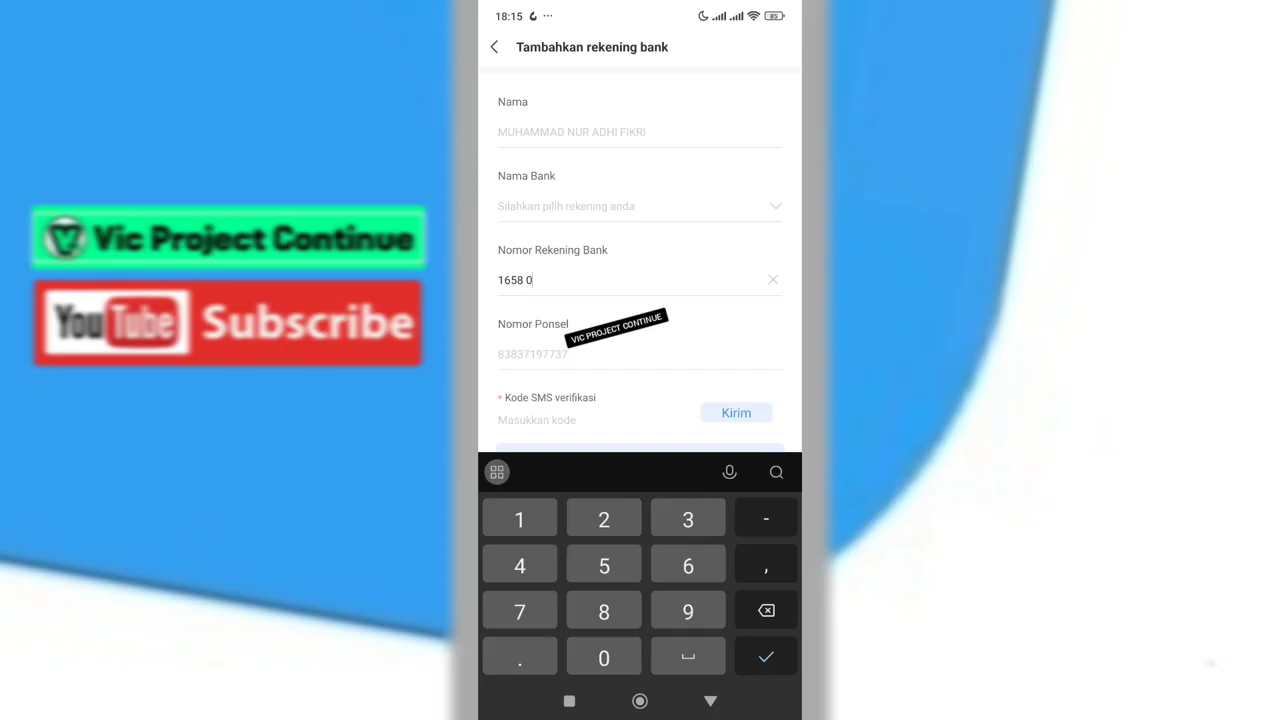 18:15
85
Tambahkan rekening bank
Nama
MUHAMMAD NUR ADHI FIKRI
Nama Bank
Silahkan pilih rekening anda
Nomor Rekening Bank
1658 0
Nomor Ponsel
VIC PROJECT CONTINUE
83837197737
* Kode SMS verifikasi
Masukkan kode
Kirim
1 2 3 -
4 5 6 ,
7 8 9
. 0
Vic Project Continue
YouTube Subscribe